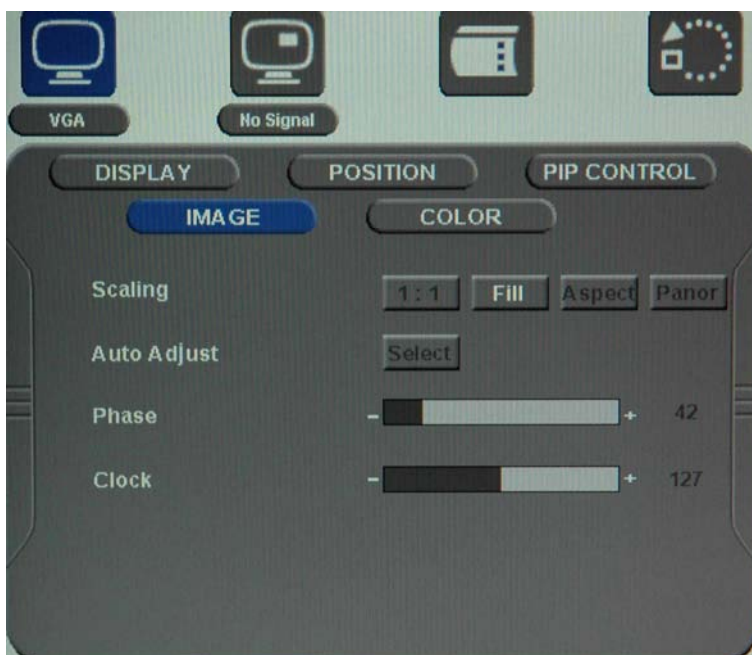 VGA
No Signal
DISPLAY POSITION PIP CONTROL
IMAGE COLOR
Scaling 1:1 Fill Aspect Panor
Auto Adjust Select
Phase - + 42
Clock - + 127